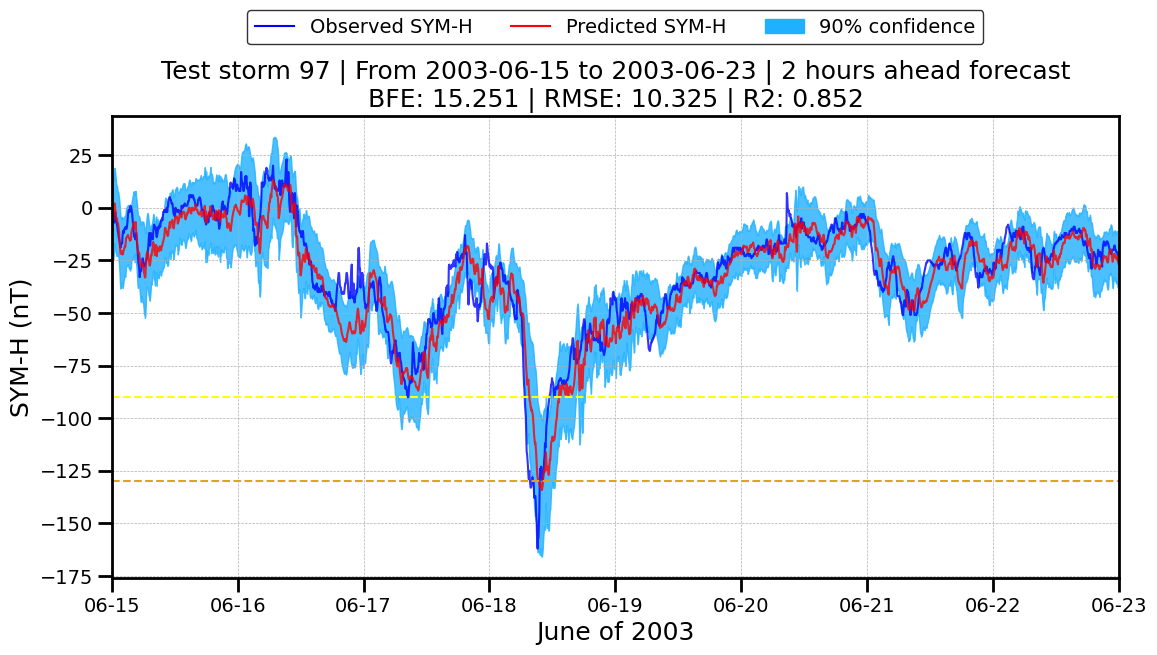 Observed SYM-H Predicted SYM-H 90% confidence
Test storm 97 | From 2003-06-15 to 2003-06-23 | 2 hours ahead forecast
BFE: 15.251 | RMSE: 10.325 | R2: 0.852
SYM-H (nT)
25
0
−25
−50
−75
−100
−125
−150
−175
06-15 06-16 06-17 06-18 06-19 06-20 06-21 06-22 06-23
June of 2003